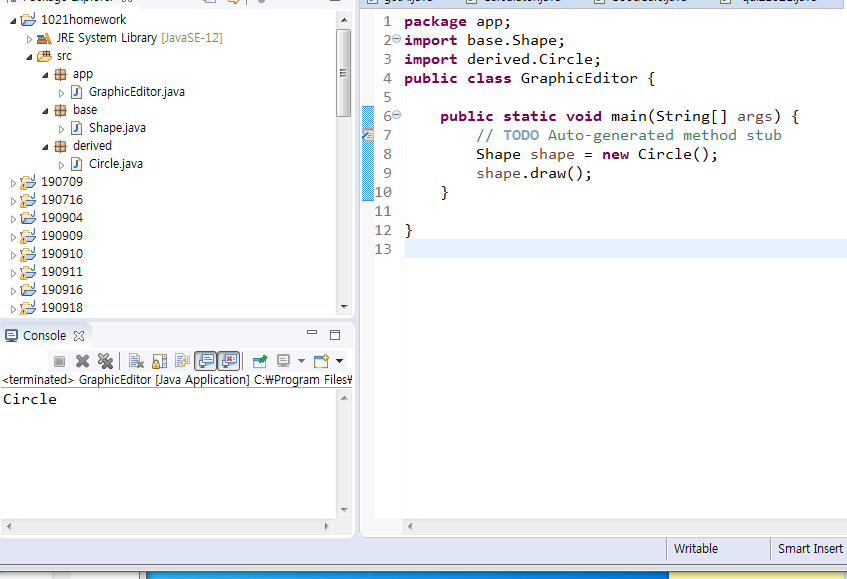 1021homework
JRE System Library [JavaSE-12]
src
app
GraphicEditor.java
base
Shape.java
derived
Circle.java
190709
190716
190904
190909
190910
190911
190916
190918
Console
<terminated> GraphicEditor [Java Application] C:₩Program Files₩
Circle
1 package app;
2 import base.Shape;
3 import derived.Circle;
4 public class GraphicEditor {
5
6 public static void main(String[] args) {
7 // TODO Auto-generated method stub
8 Shape shape = new Circle();
9 shape.draw();
10 }
11
12 }
13
Writable
Smart Insert